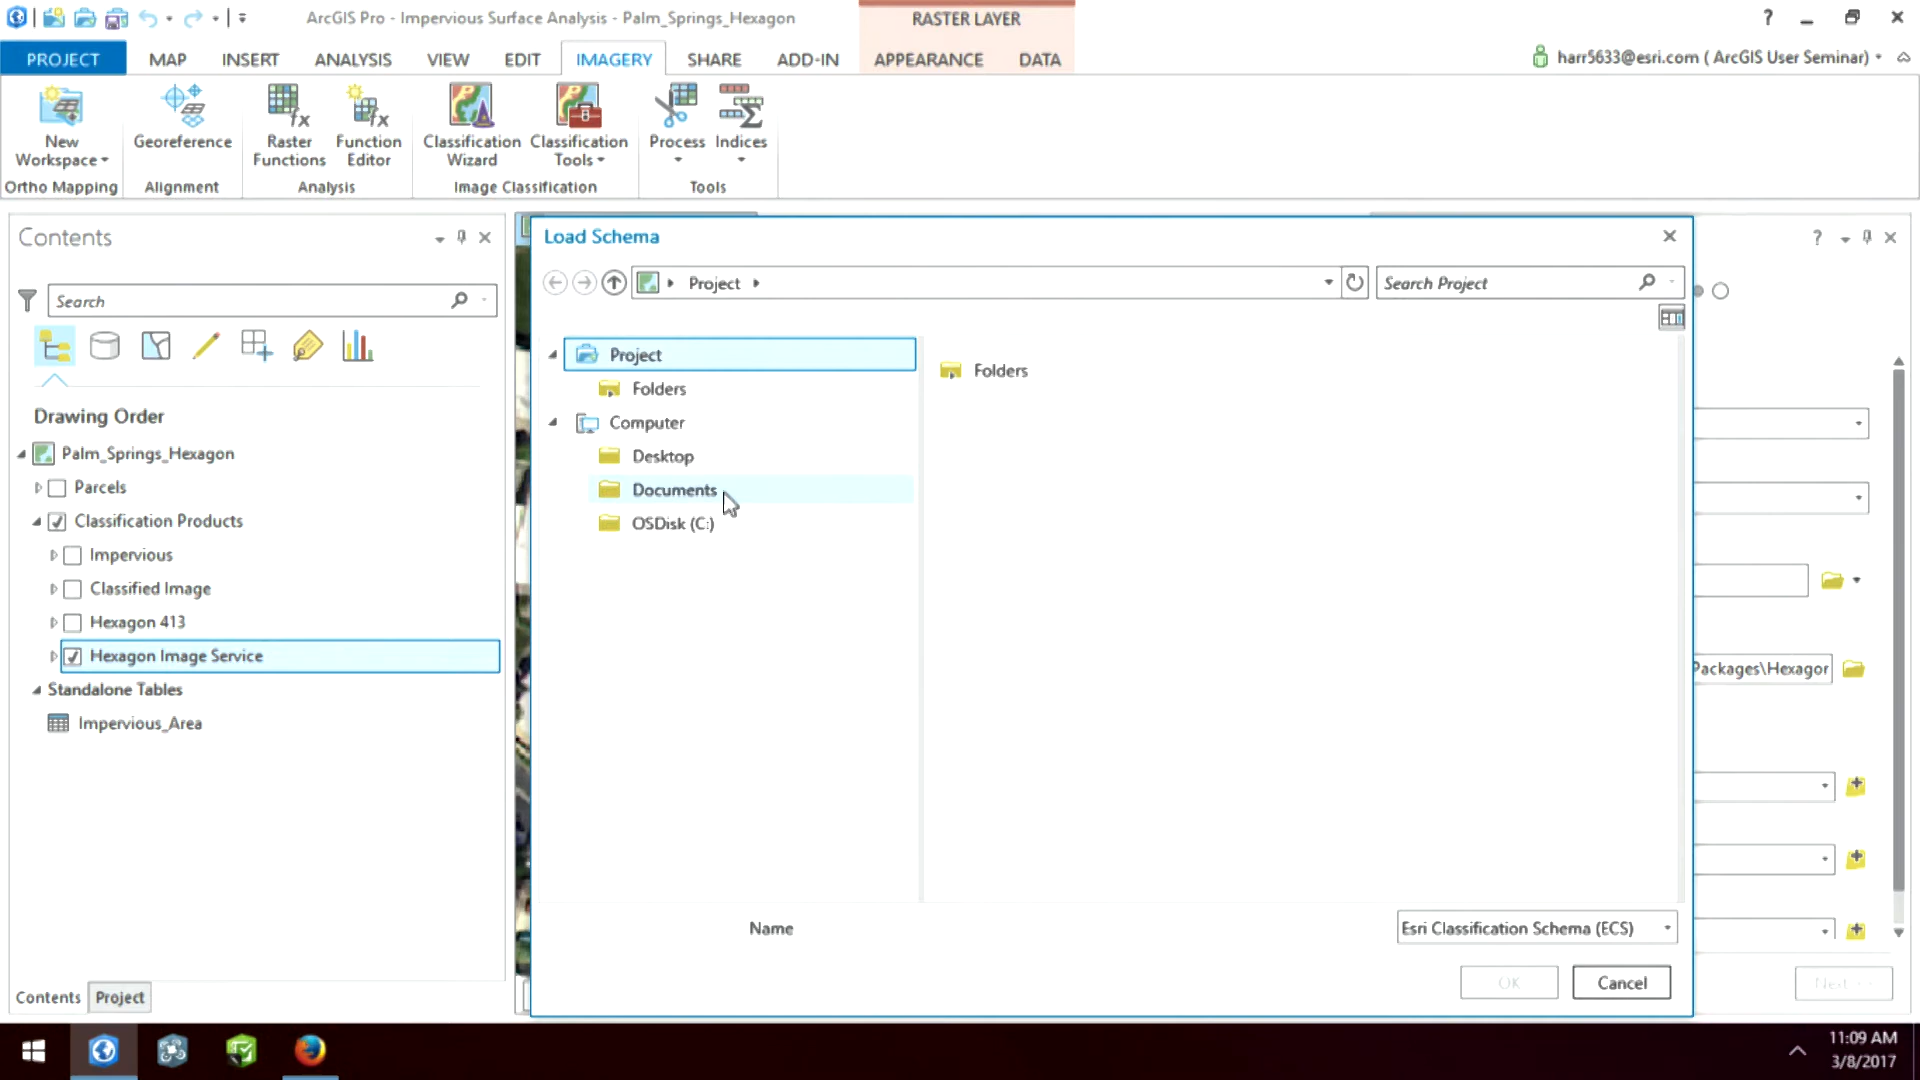 ArcGIS Pro - Impervious Surface Analysis - Palm_Springs_Hexagon
RASTER LAYER
?
PROJECT MAP INSERT ANALYSIS VIEW EDIT IMAGERY SHARE ADD-IN APPEARANCE DATA
harr5633@esri.com ( ArcGIS User Seminar)
New Workspace
Georeference
Raster Functions
Function Editor
Classification Wizard
Classification Tools
Process
Indices
Ortho Mapping
Alignment
Analysis
Image Classification
Tools
Contents
Search
Drawing Order
Palm_Springs_Hexagon
Parcels
Classification Products
Impervious
Classified Image
Hexagon 413
Hexagon Image Service
Standalone Tables
Impervious_Area
Contents
Project
Load Schema
Project
Search Project
Project
Folders
Computer
Desktop
Documents
OSDisk (C:)
Folders
Name
Esri Classification Schema (ECS)
OK
Cancel
?
Packages\Hexagon
Next >
11:09 AM
3/8/2017